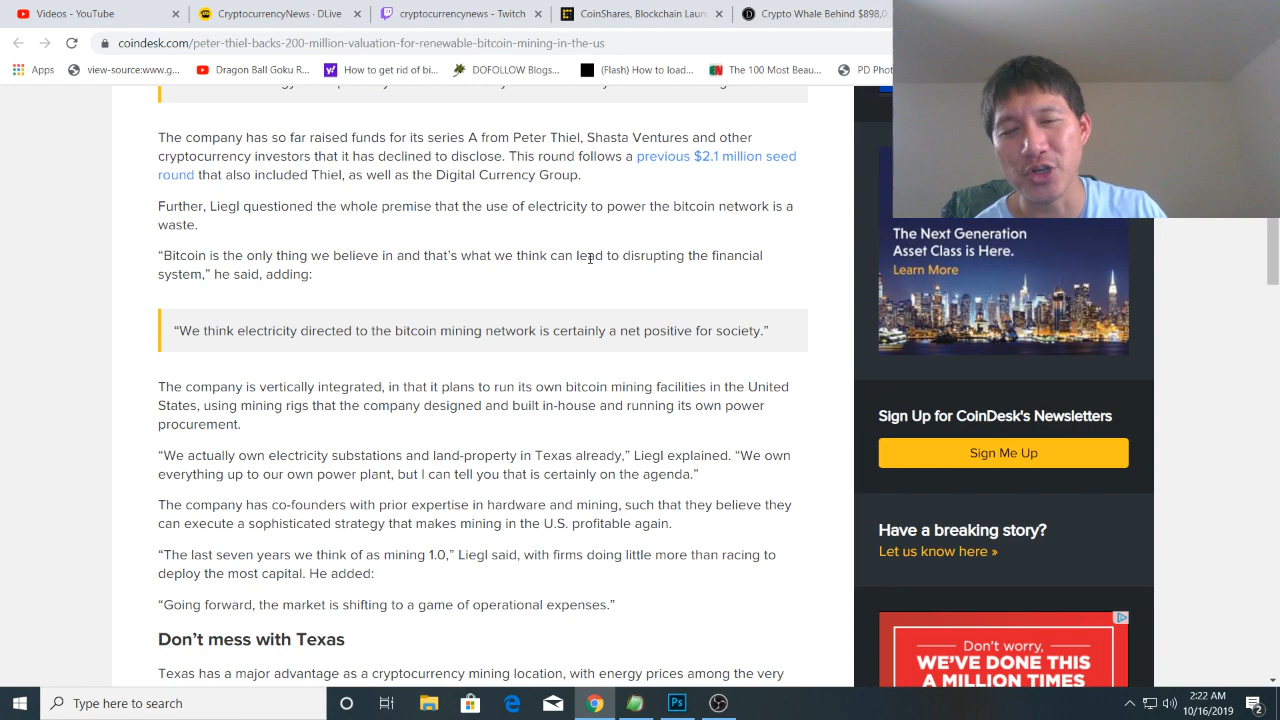 Videos - YouTube
CryptocurrencyNews · DLive
cryptocurrencynews - Twitch
CoinShares, Blockchain Laun
Crypto Whale Behind $898,0
coindesk.com/peter-thiel-backs-200-million-valuation-for-renewable-bitcoin-mining-in-the-us
Apps
view-source:www.g...
Dragon Ball Goku R...
How to get rid of bi...
DOFOLLOW Blogs...
(Flash) How to load...
The 100 Most Beau...
PD Phot
The company has so far raised funds for its series A from Peter Thiel, Shasta Ventures and other
cryptocurrency investors that it has declined to disclose. This round follows a previous $2.1 million seed
round that also included Thiel, as well as the Digital Currency Group.
Further, Liegl questioned the whole premise that the use of electricity to power the bitcoin network is a
waste.
“Bitcoin is the only thing we believe in and that’s what we think can lead to disrupting the financial
system,” he said, adding:
“We think electricity directed to the bitcoin mining network is certainly a net positive for society.”
The company is vertically integrated, in that it plans to run its own bitcoin mining facilities in the United
States, using mining rigs that the company designed and built in-house and running its own power
procurement.
“We actually own electricity substations and land-property in Texas already,” Liegl explained. “We own
everything up to our own power plant, but I can tell you that is certainly on the agenda.”
The company has co-founders with prior expertise in hardware and mining, such that they believe they
can execute a sophisticated strategy that makes mining in the U.S. profitable again.
“The last seven years we think of as mining 1.0,” Liegl said, with firms doing little more than racing to
deploy the most capital. He added:
“Going forward, the market is shifting to a game of operational expenses.”
Don’t mess with Texas
Texas has a major advantage as a cryptocurrency mining location, with energy prices among the very
The Next Generation
Asset Class is Here.
Learn More
Sign Up for CoinDesk's Newsletters
Sign Me Up
Have a breaking story?
Let us know here »
Don't worry,
WE'VE DONE THIS
A MILLION TIMES
Type here to search
2:22 AM
10/16/2019
2